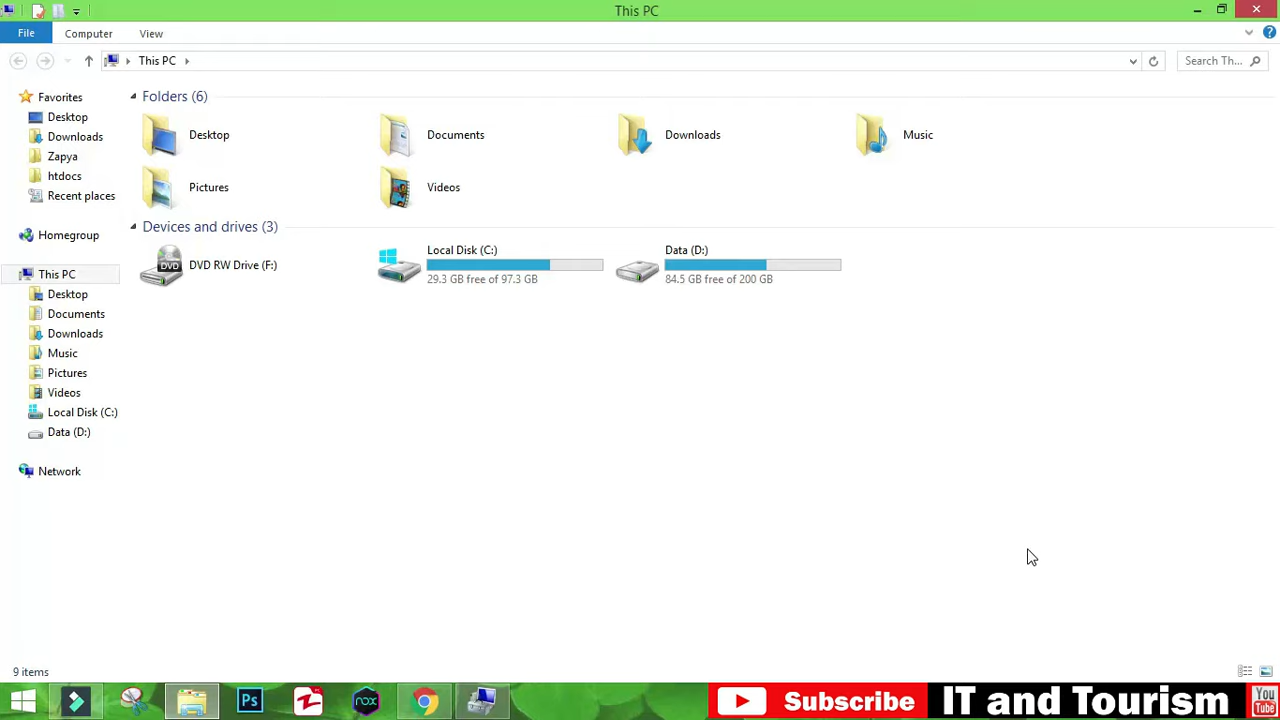 This PC
File
Computer
View
This PC
Search Th...
Favorites
Desktop
Downloads
Zapya
htdocs
Recent places
Homegroup
This PC
Desktop
Documents
Downloads
Music
Pictures
Videos
Local Disk (C:)
Data (D:)
Network
Folders (6)
Desktop
Documents
Downloads
Music
Pictures
Videos
Devices and drives (3)
DVD
DVD RW Drive (F:)
Local Disk (C:)
29.3 GB free of 97.3 GB
Data (D:)
84.5 GB free of 200 GB
9 items
Ps
nox
Subscribe
IT and Tourism
You
Tube